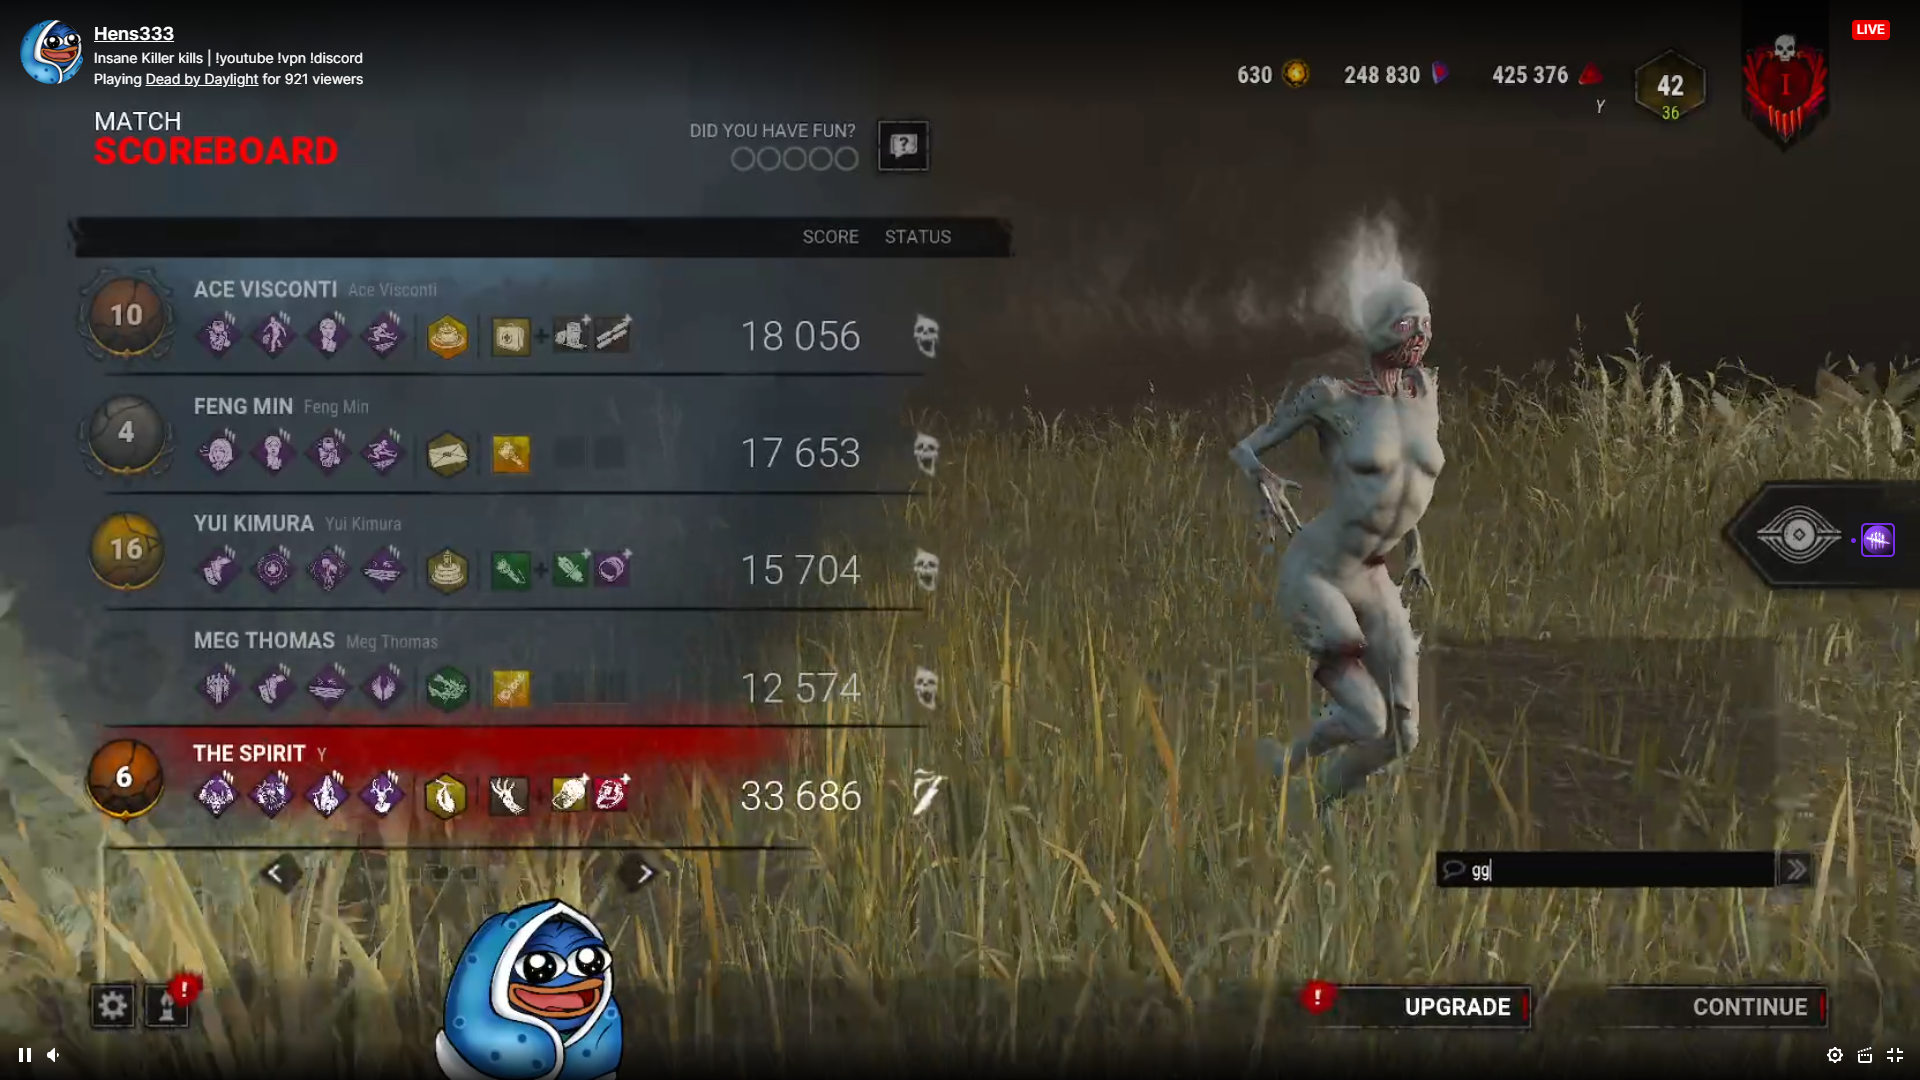 Hens333
Insane Killer kills | !youtube !vpn !discord
Playing Dead by Daylight for 921 viewers
LIVE
630
248 830
425 376
Y
42
36
I
MATCH
SCOREBOARD
DID YOU HAVE FUN?
?
SCORE STATUS
10
ACE VISCONTI Ace Visconti
18 056
4
FENG MIN Feng Min
17 653
16
YUI KIMURA Yui Kimura
15 704
MEG THOMAS Meg Thomas
12 574
6
THE SPIRIT Y
33 686
gg
!
!
UPGRADE
CONTINUE